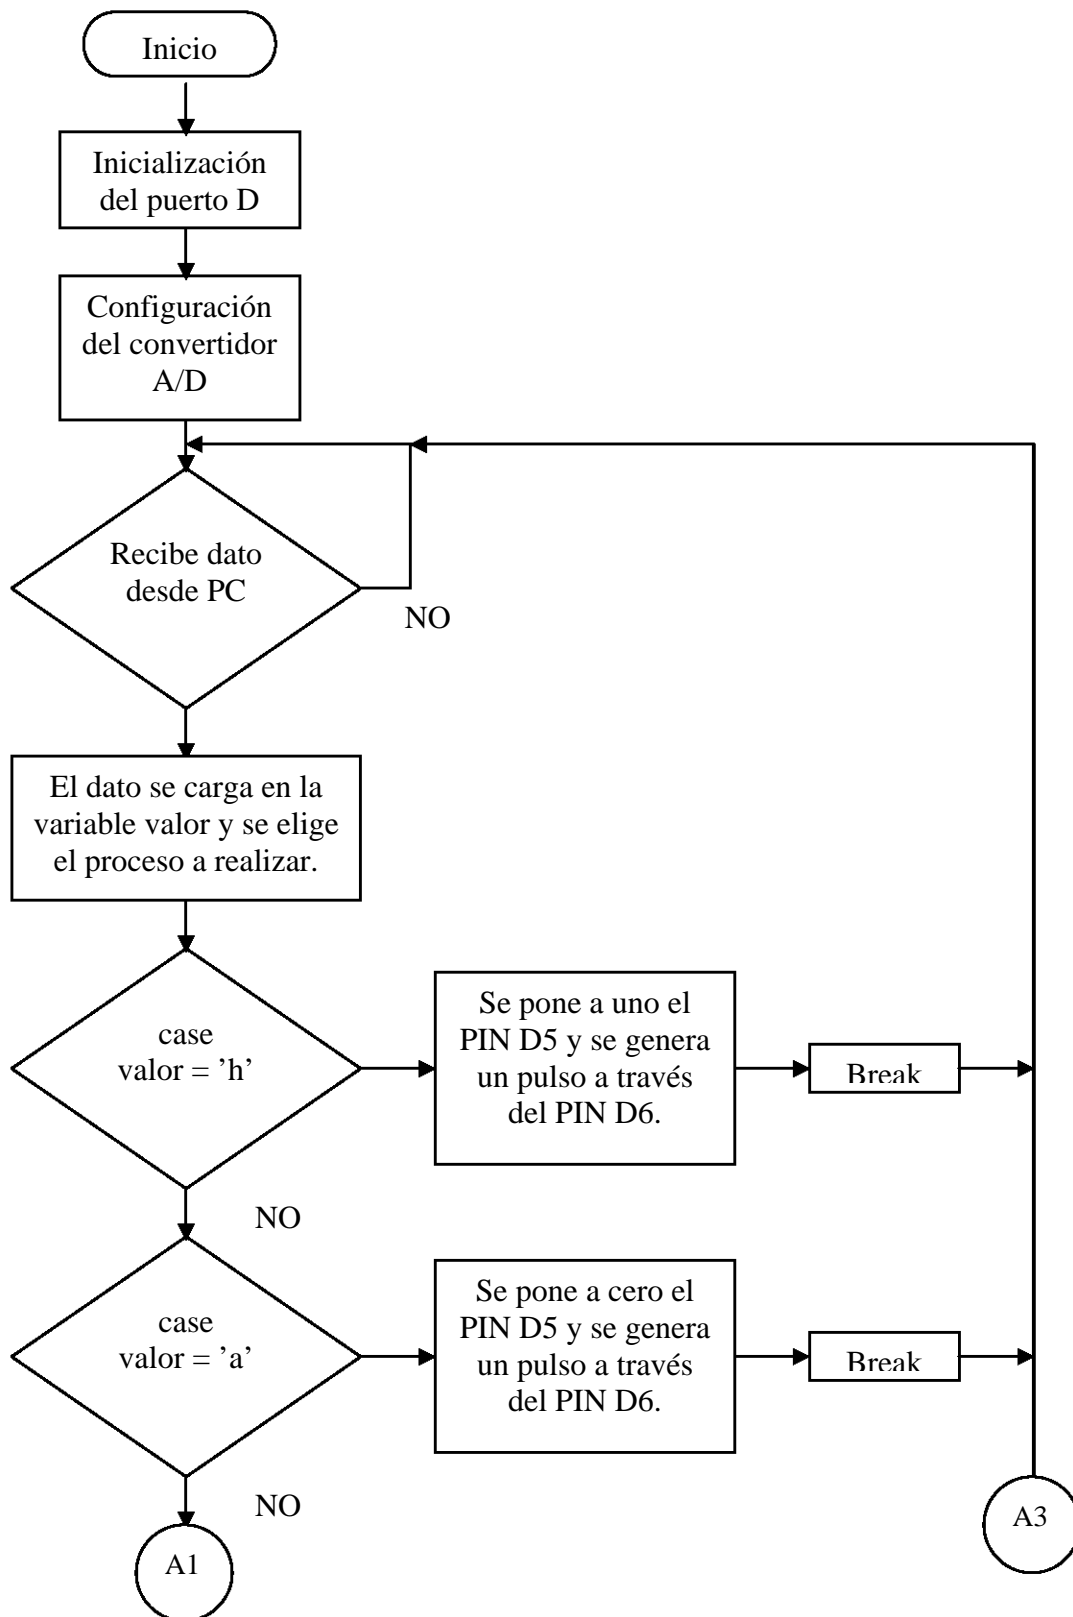 Inicio
Inicialización
del puerto D
Configuración
del convertidor
A/D
Recibe dato
desde PC
NO
El dato se carga en la
variable valor y se elige
el proceso a realizar.
case
valor = ’h’
Se pone a uno el
PIN D5 y se genera
un pulso a través
del PIN D6.
Break
NO
case
valor = ’a’
Se pone a cero el
PIN D5 y se genera
un pulso a través
del PIN D6.
Break
NO
A1
A3